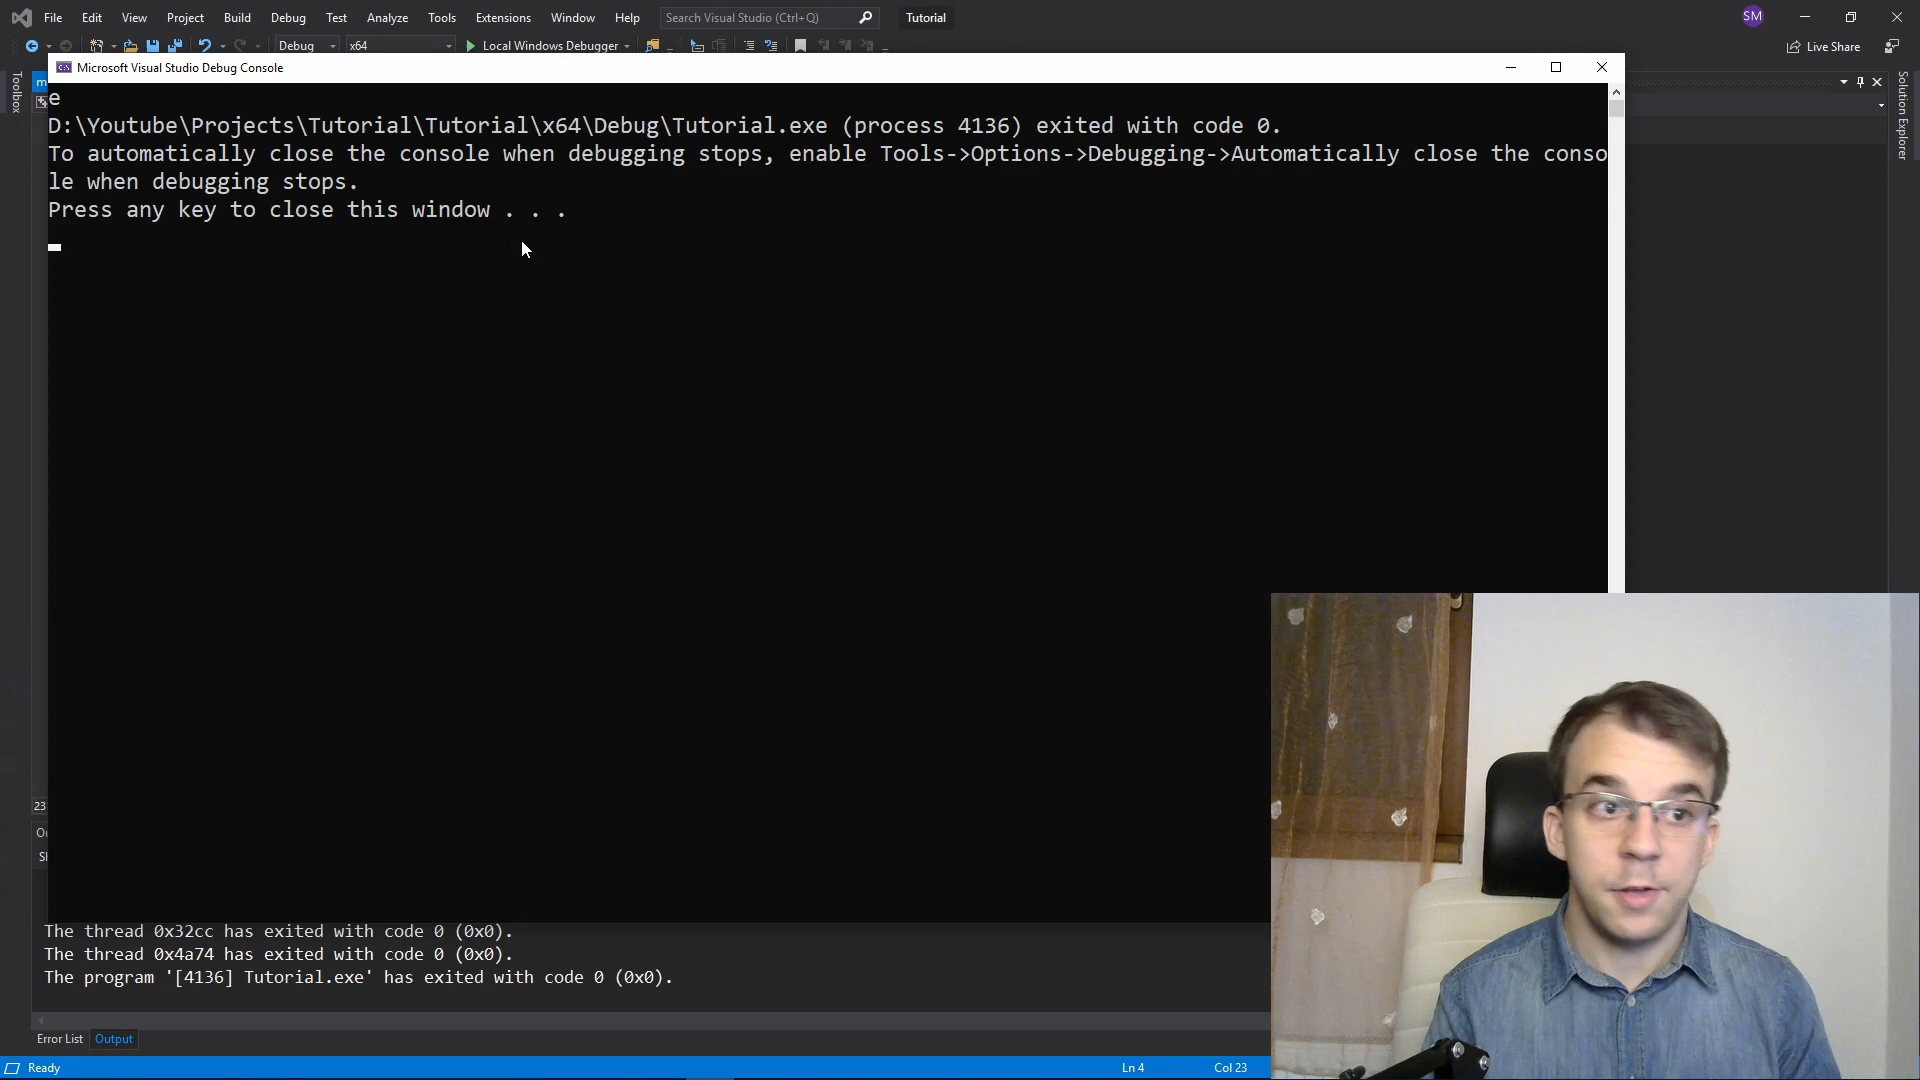 File Edit View Project Build Debug Test Analyze Tools Extensions Window Help Search Visual Studio (Ctrl+Q) Tutorial SM
Debug x64 Local Windows Debugger Live Share
Microsoft Visual Studio Debug Console
Toolbox
m
Solution Explorer
e
D:\Youtube\Projects\Tutorial\Tutorial\x64\Debug\Tutorial.exe (process 4136) exited with code 0.
To automatically close the console when debugging stops, enable Tools->Options->Debugging->Automatically close the conso
le when debugging stops.
Press any key to close this window . . .
23
The thread 0x32cc has exited with code 0 (0x0).
The thread 0x4a74 has exited with code 0 (0x0).
The program '[4136] Tutorial.exe' has exited with code 0 (0x0).
Error List Output
Ready Ln 4 Col 23